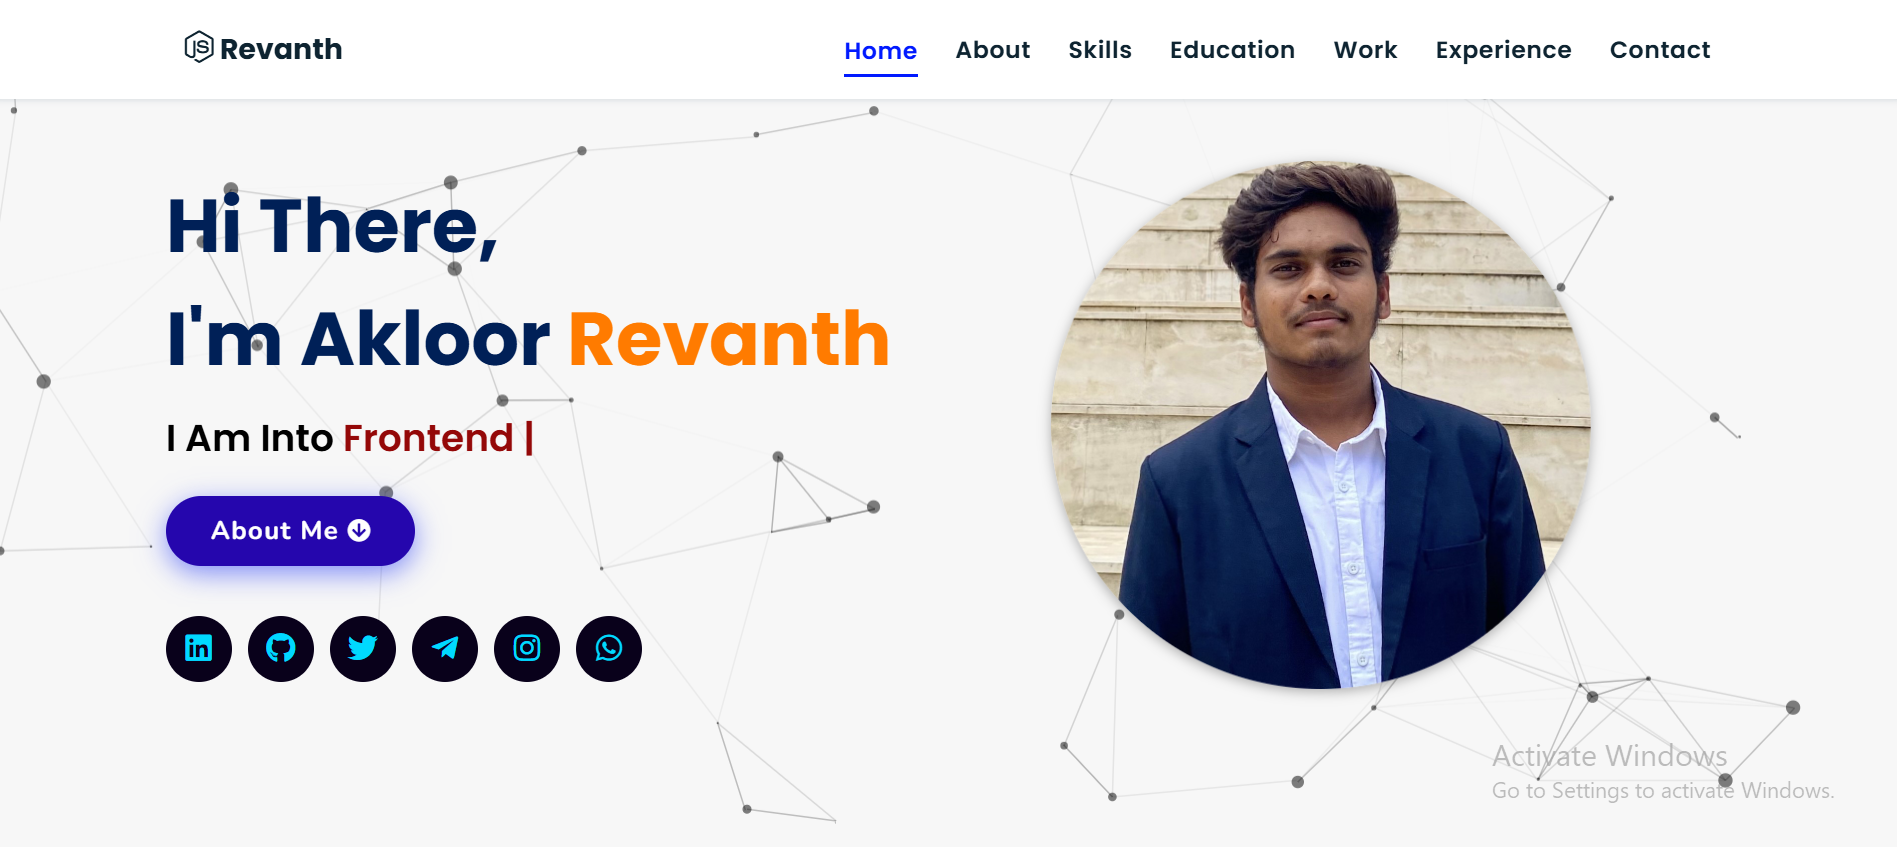 Revanth
Home About Skills Education Work Experience Contact
Hi There,
I'm Akloor Revanth
I Am Into Frontend |
About Me
Activate Windows
Go to Settings to activate Windows.